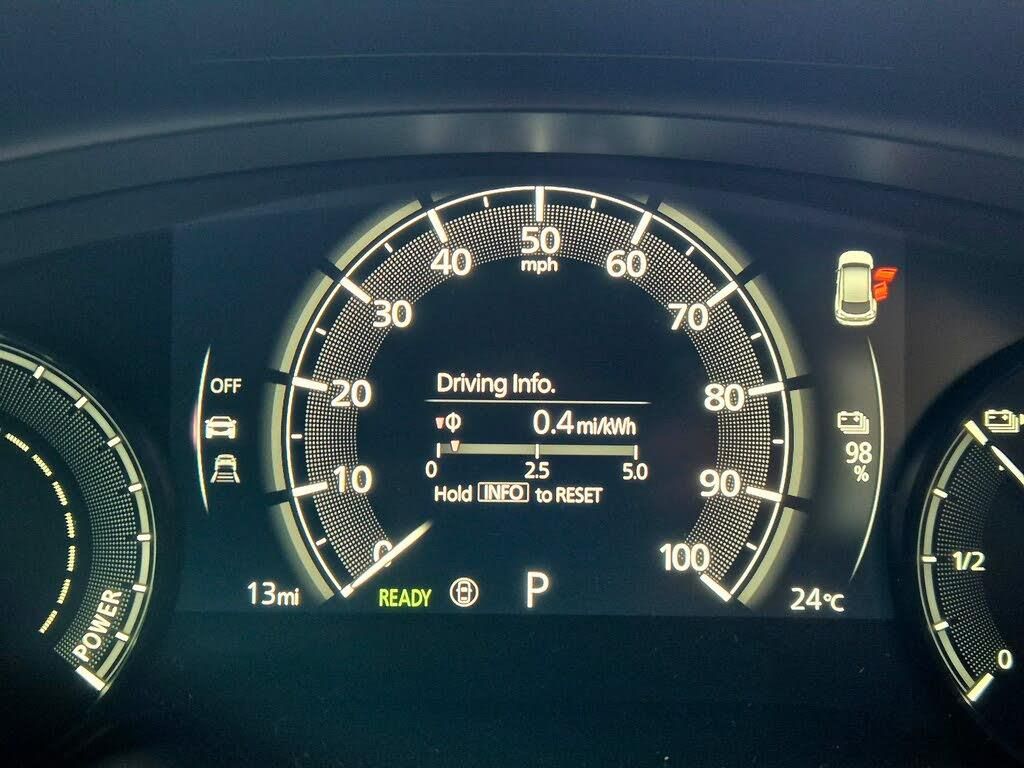 50
mph
40
60
30
70
OFF
20
80
Driving Info.
0.4 mi/kWh
98
%
0 2.5 5.0
10
90
Hold INFO to RESET
0
100
1/2
13mi
READY
P
24°C
POWER
0